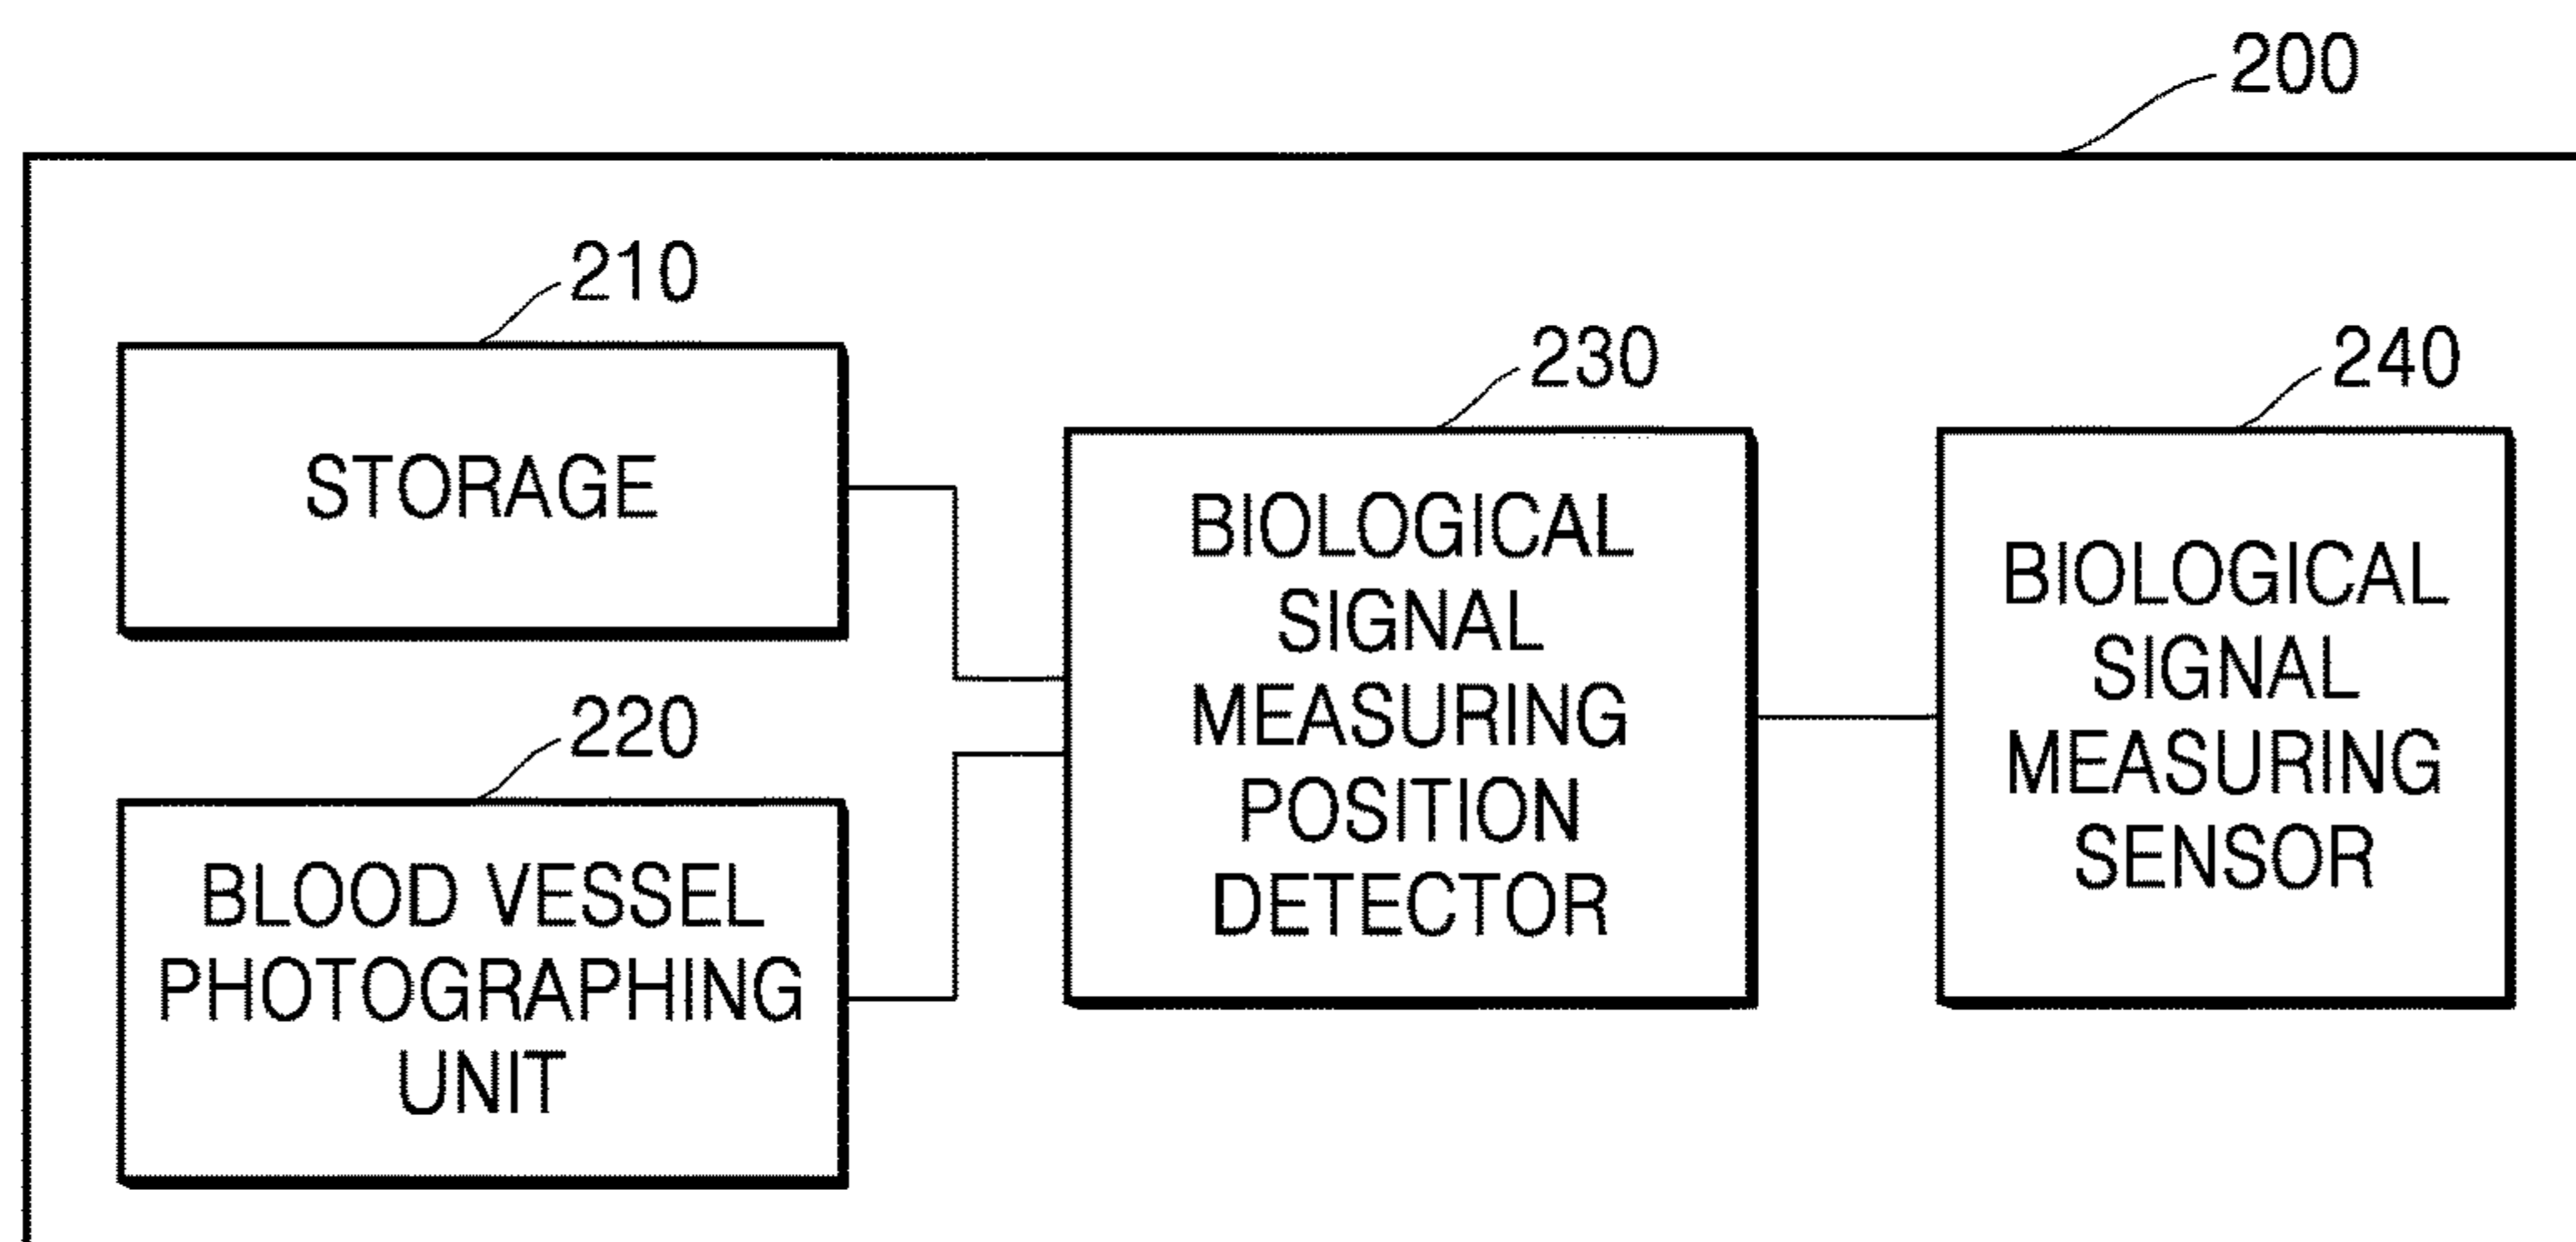 200
210
STORAGE
220
BLOOD VESSEL
PHOTOGRAPHING
UNIT
230
BIOLOGICAL
SIGNAL
MEASURING
POSITION
DETECTOR
240
BIOLOGICAL
SIGNAL
MEASURING
SENSOR